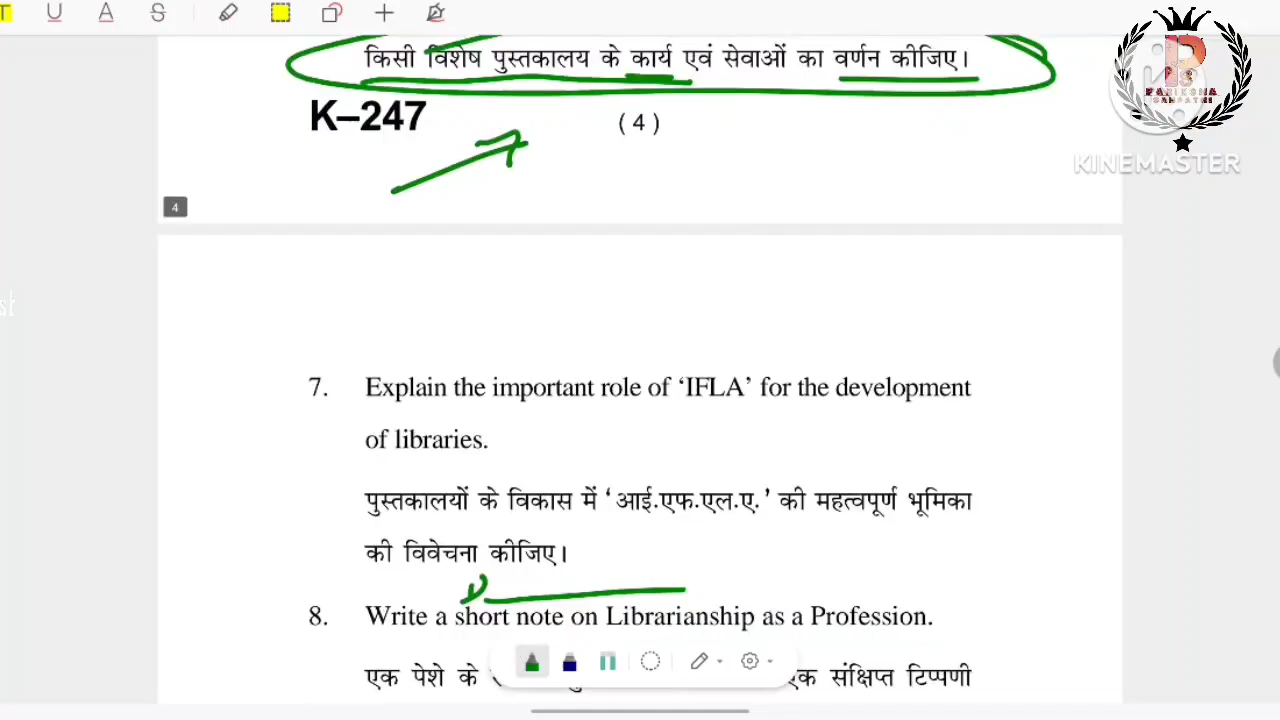 किसी विशेष पुस्तकालय के कार्य एवं सेवाओं का वर्णन कीजिए।
K–247
( 4 )
KINEMASTER
4
7. Explain the important role of ‘IFLA’ for the development
of libraries.
पुस्तकालयों के विकास में ‘आई.एफ.एल.ए.’ की महत्वपूर्ण भूमिका
की विवेचना कीजिए।
8. Write a short note on Librarianship as a Profession.
एक पेशे के
एक संक्षिप्त टिप्पणी